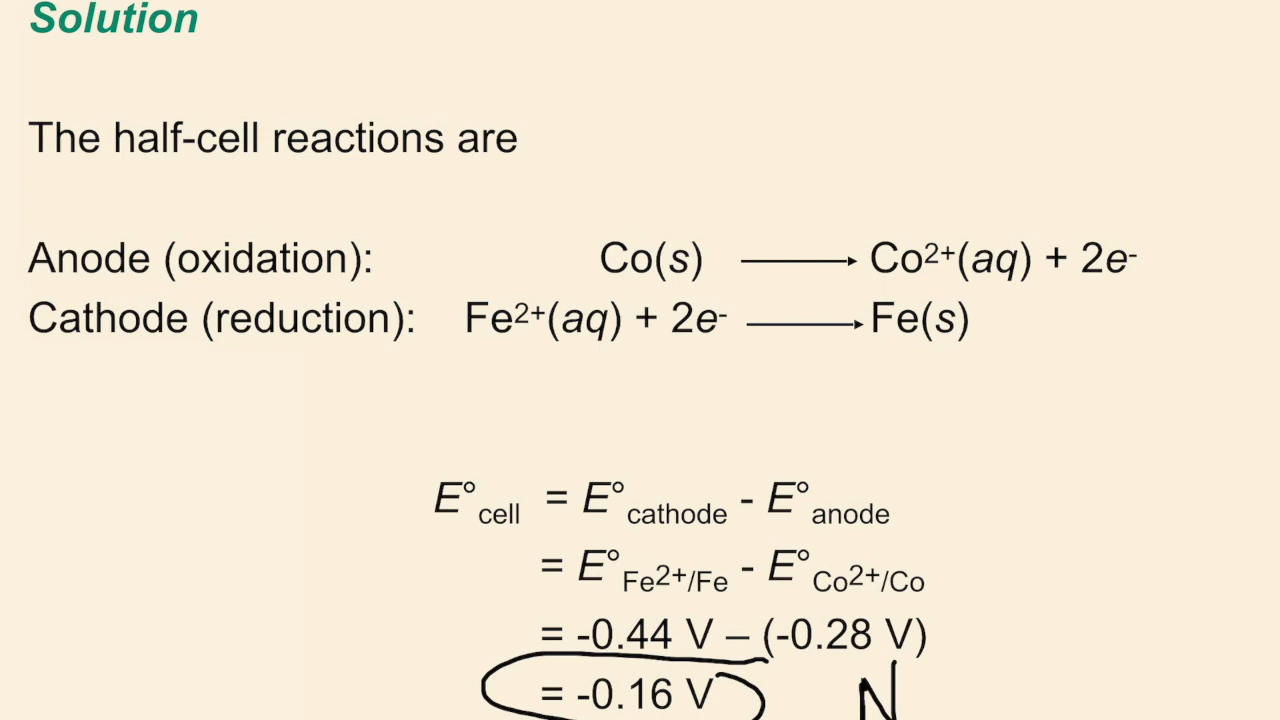 Solution
The half-cell reactions are
Anode (oxidation): Co(s) ⟶ Co²⁺(aq) + 2e⁻
Cathode (reduction): Fe²⁺(aq) + 2e⁻ ⟶ Fe(s)
E°cell = E°cathode - E°anode
= E°Fe²⁺/Fe - E°Co²⁺/Co
= -0.44 V – (-0.28 V)
= -0.16 V N